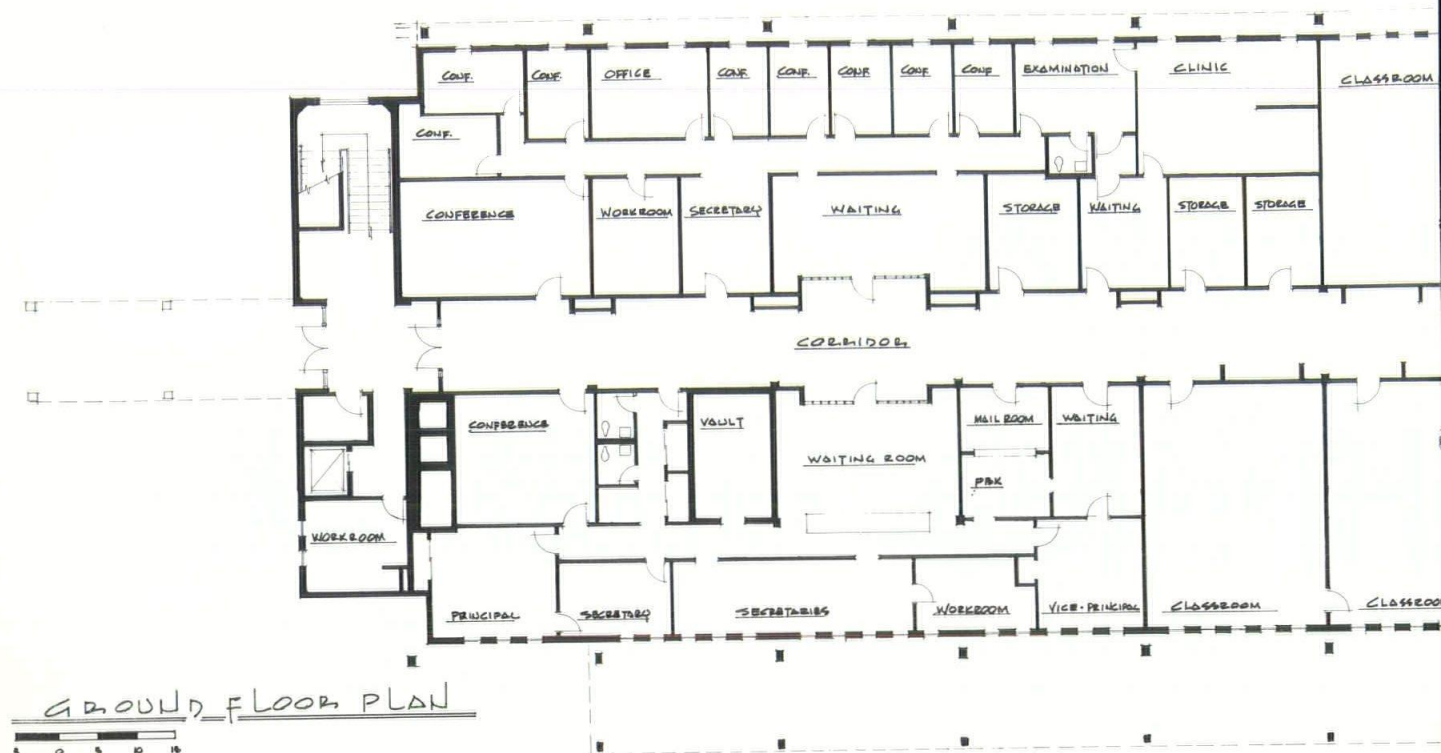 CONF.
CONF.
OFFICE
CONF.
CONF.
CONF.
CONF.
CONF
EXAMINATION
CLINIC
CLASSROOM
CONF.
CONFERENCE
WORKROOM
SECRETARY
WAITING
STORAGE
WAITING
STORAGE
STORAGE
CORRIDOR
CONFERENCE
VAULT
WAITING ROOM
MAIL ROOM
WAITING
PBX
WORKROOM
PRINCIPAL
SECRETARY
SECRETARIES
WORKROOM
VICE-PRINCIPAL
CLASSROOM
GROUND FLOOR PLAN